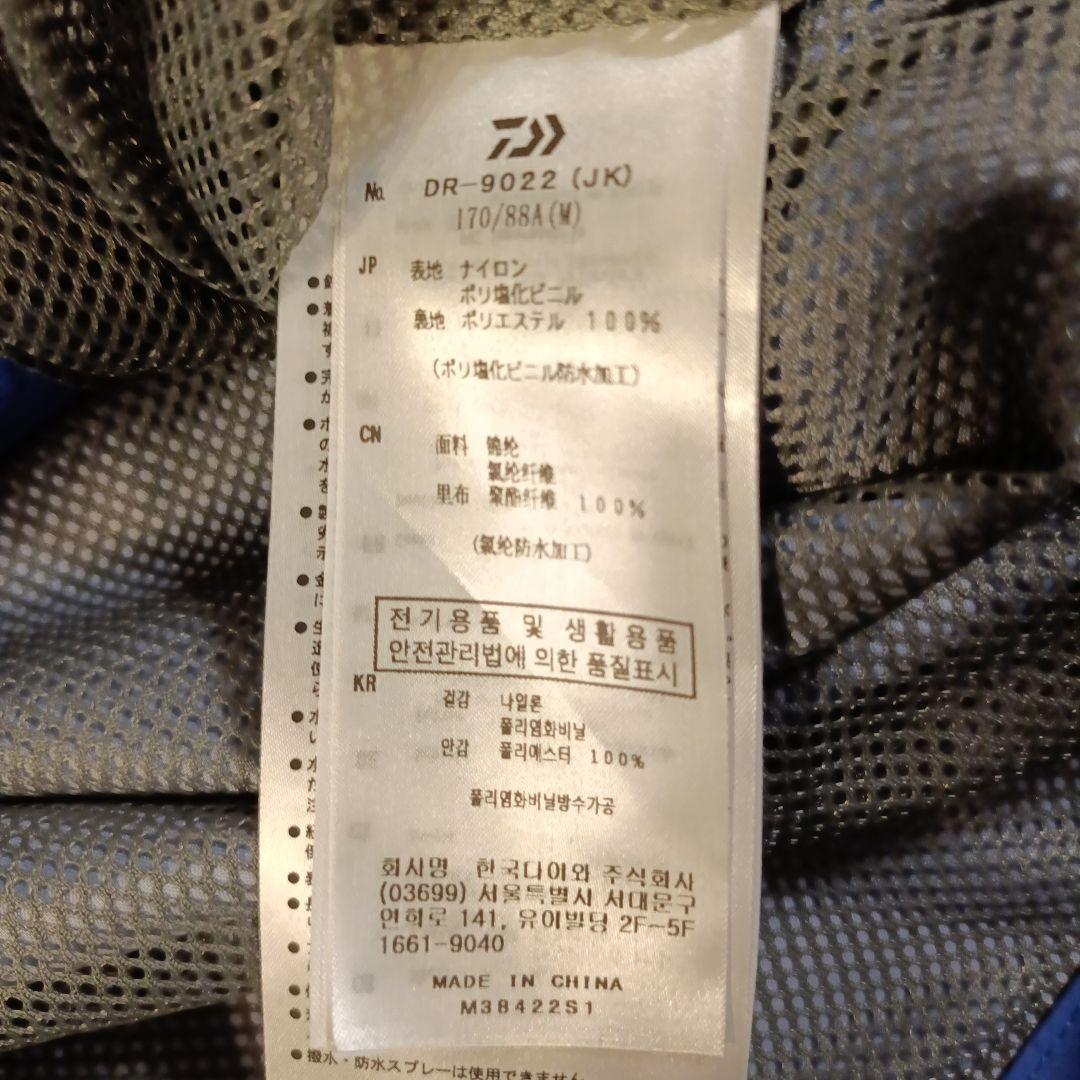 No. DR-9022 (JK)
170/88A(M)
JP 表地 ナイロン
ポリ塩化ビニル
裏地 ポリエステル 100%
(ポリ塩化ビニル防水加工)
CN 面料 锦纶
氯纶纤维
里布 聚酯纤维 100%
(氯纶防水加工)
전기용품 및 생활용품
안전관리법에 의한 품질표시
KR 겉감 나일론
폴리염화비닐
안감 폴리에스터 100%
폴리염화비닐방수가공
회사명 한국다이와 주식회사
(03699) 서울특별시 서대문구
연희로 141, 유이빌딩 2F-5F
1661-9040
MADE IN CHINA
M38422S1
●撥水・防水スプレーは使用できません